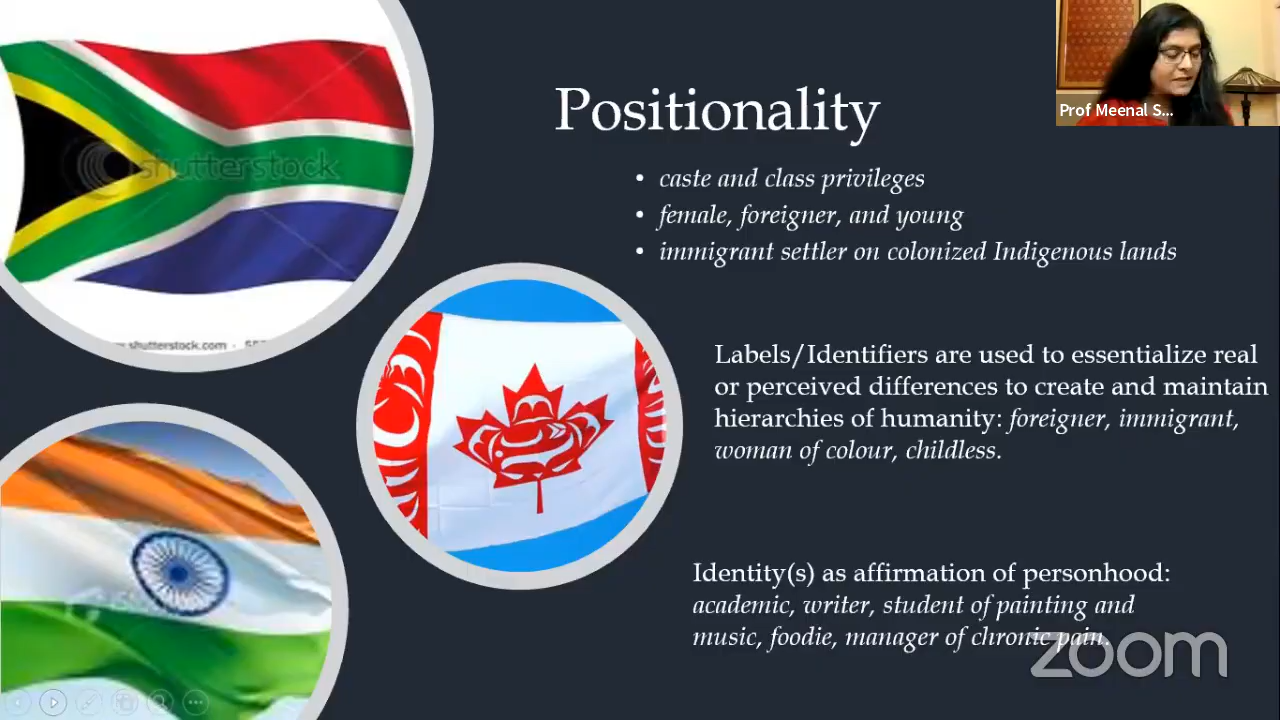 Positionality
• caste and class privileges
• female, foreigner, and young
• immigrant settler on colonized Indigenous lands
Labels/Identifiers are used to essentialize real
or perceived differences to create and maintain
hierarchies of humanity: foreigner, immigrant,
woman of colour, childless.
Identity(s) as affirmation of personhood:
academic, writer, student of painting and
music, foodie, manager of chronic pain.
Prof Meenal S...
shutterstock
shutterstock.com
zoom